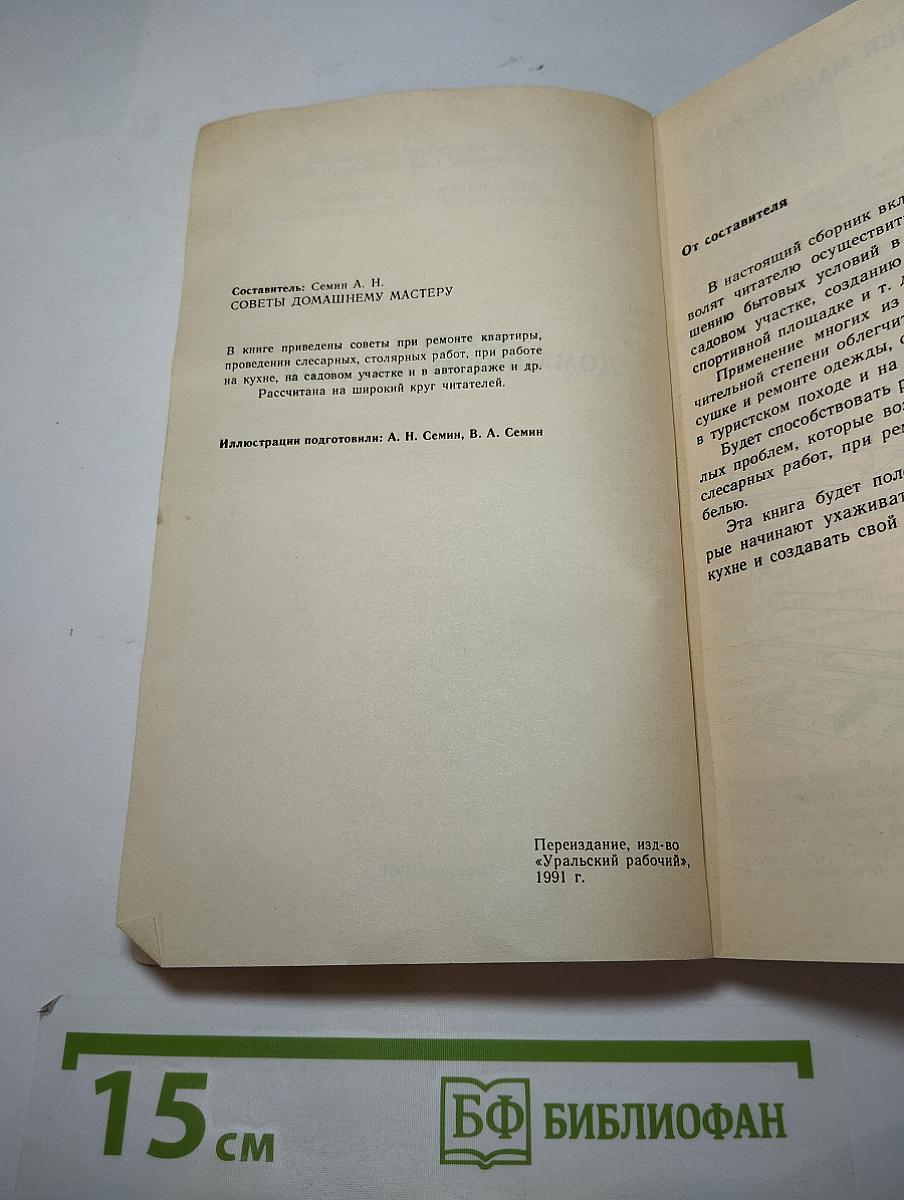 Составитель: Семин А. Н.
СОВЕТЫ ДОМАШНЕМУ МАСТЕРУ
В книге приведены советы при ремонте квартиры,
проведении слесарных, столярных работ, при работе
на кухне, на садовом участке и в автогараже и др.
Рассчитана на широкий круг читателей.
Иллюстрации подготовили: А. Н. Семин, В. А. Семин
Переиздание, изд-во
«Уральский рабочий»,
1991 г.
От составителя
В настоящий сборник вкл
волят читателю осуществит
шению бытовых условий в
садовом участке, созданию
спортивной площадке и т. д
Применение многих из
чительной степени облегчит
сушке и ремонте одежды,
в туристском походе и на
Будет способствовать р
лых проблем, которые воз
слесарных работ, при рем
белью.
Эта книга будет пол
рые начинают ухаживат
кухне и создавать свой
15 см
БФ БИБЛИОФАН